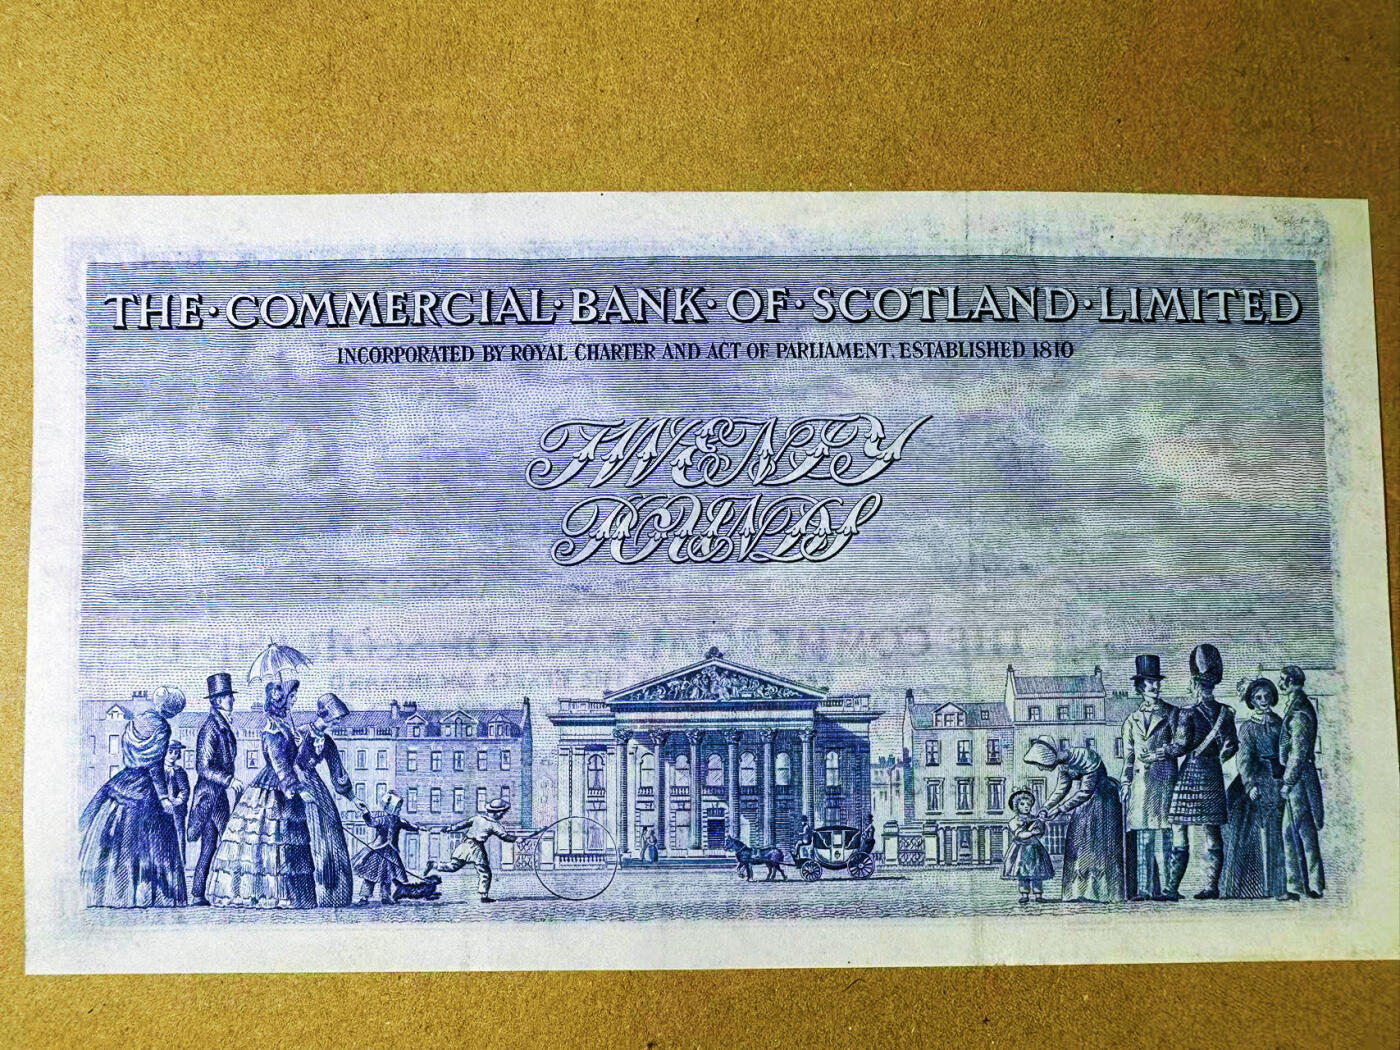 THE·COMMERCIAL·BANK·OF·SCOTLAND·LIMITED
INCORPORATED BY ROYAL CHARTER AND ACT OF PARLIAMENT. ESTABLISHED 1810
TWENTY
POUNDS